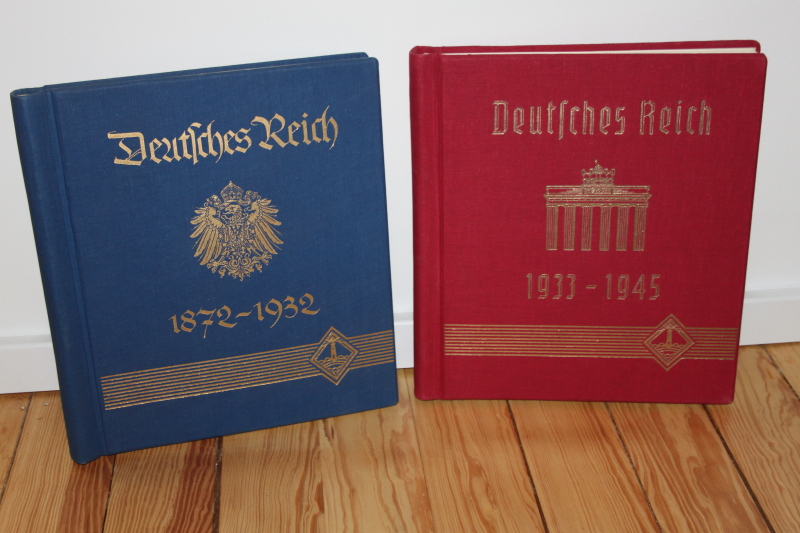 Deutſches Reich
1872-1932
Deutſches Reich
1933 - 1945